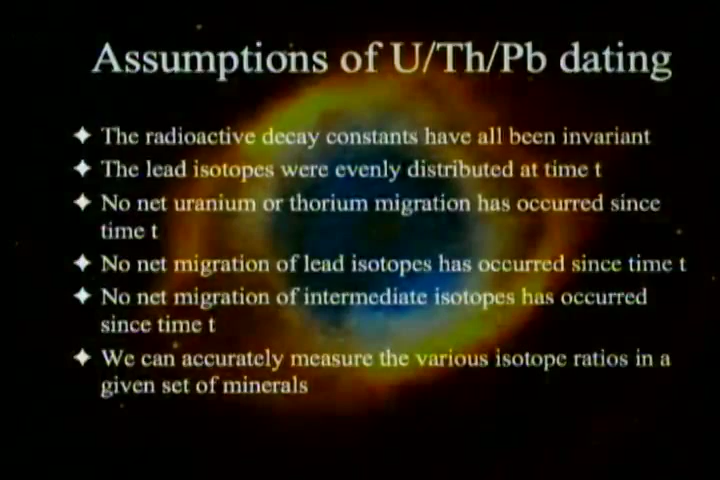 Assumptions of U/Th/Pb dating
✦ The radioactive decay constants have all been invariant
✦ The lead isotopes were evenly distributed at time t
✦ No net uranium or thorium migration has occurred since
time t
✦ No net migration of lead isotopes has occurred since time t
✦ No net migration of intermediate isotopes has occurred
since time t
✦ We can accurately measure the various isotope ratios in a
given set of minerals